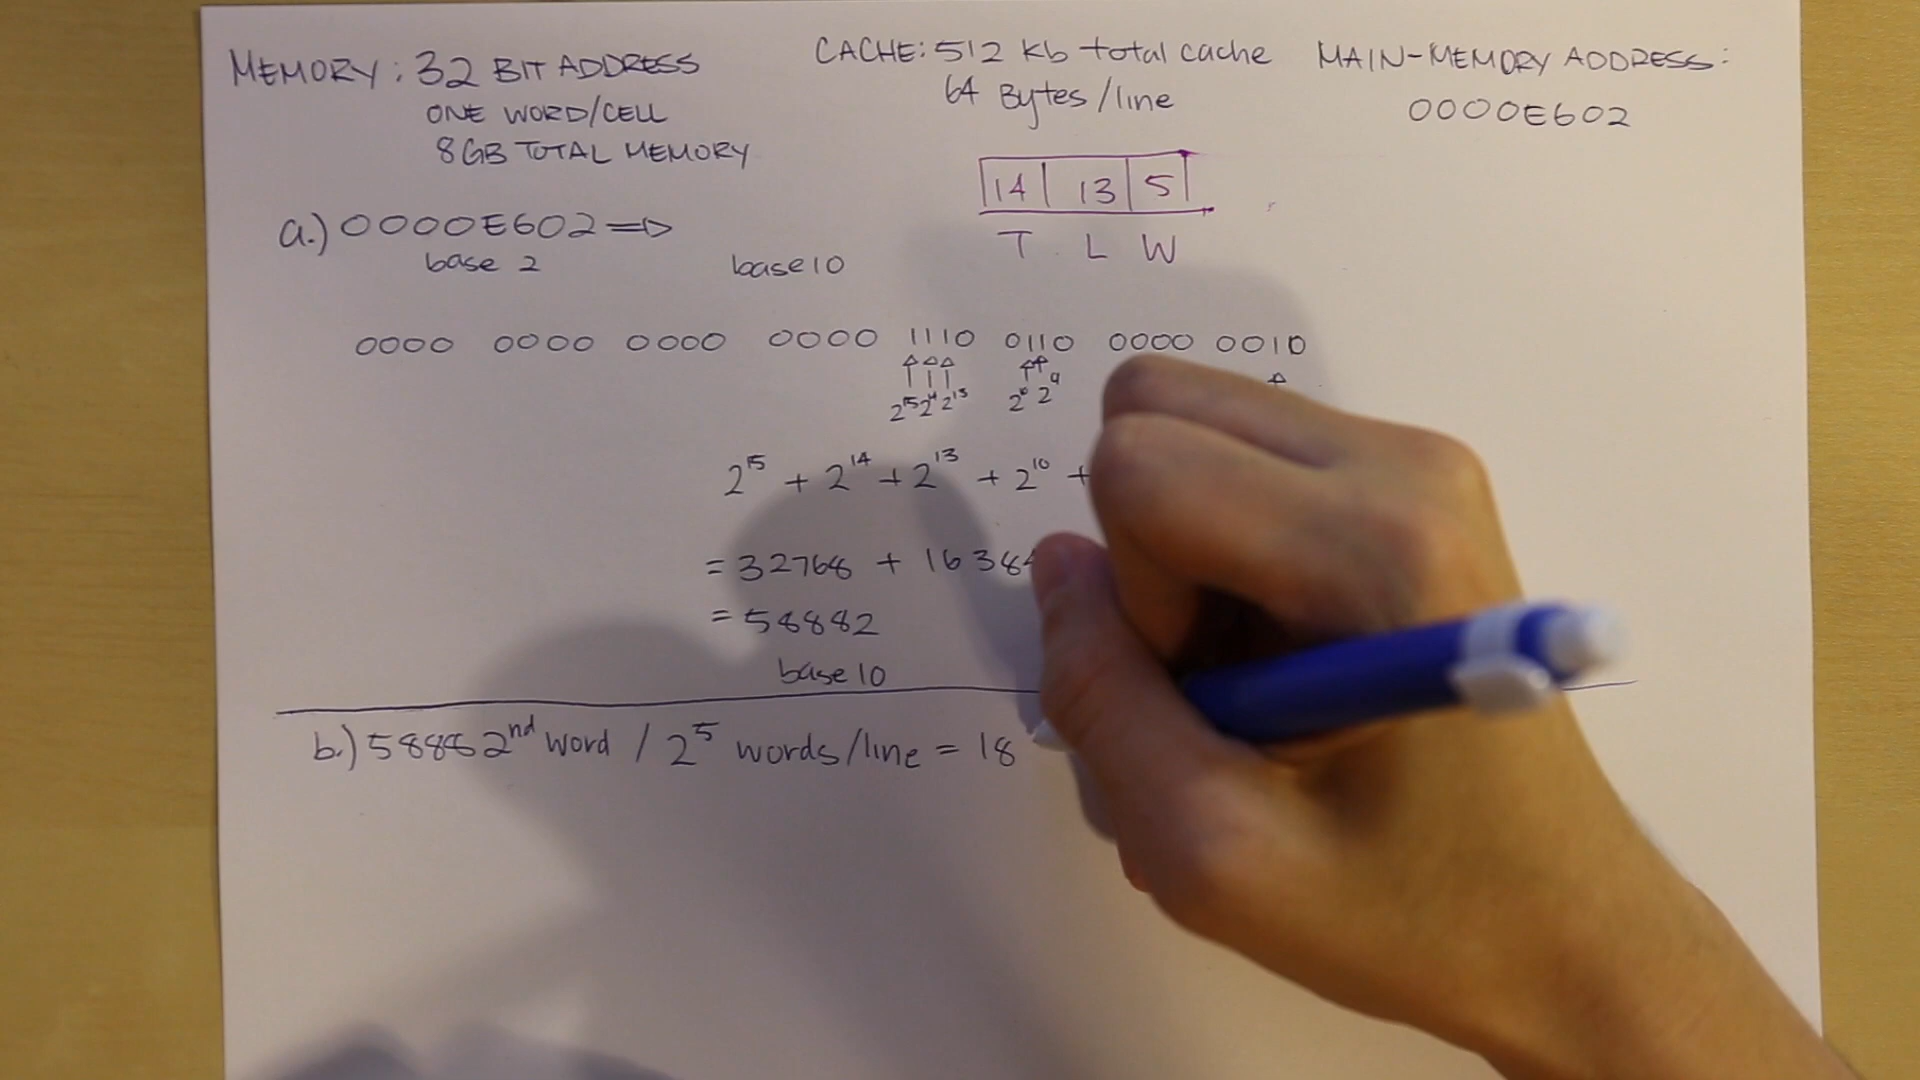 MEMORY: 32 BIT ADDRESS
ONE WORD/CELL
8GB TOTAL MEMORY
CACHE: 512 Kb total cache
64 Bytes/line
MAIN-MEMORY ADDRESS:
0000E602
14 13 5
T L W
a.) 0000E602 =>
base 2 base 10
0000 0000 0000 0000 1110 0110 0000 0010
2^15 2^14 2^13 2^10 2^9
2^15 + 2^14 + 2^13 + 2^10 +
= 32768 + 16384
= 58882
base 10
b.) 58882nd word / 2^5 words/line = 18